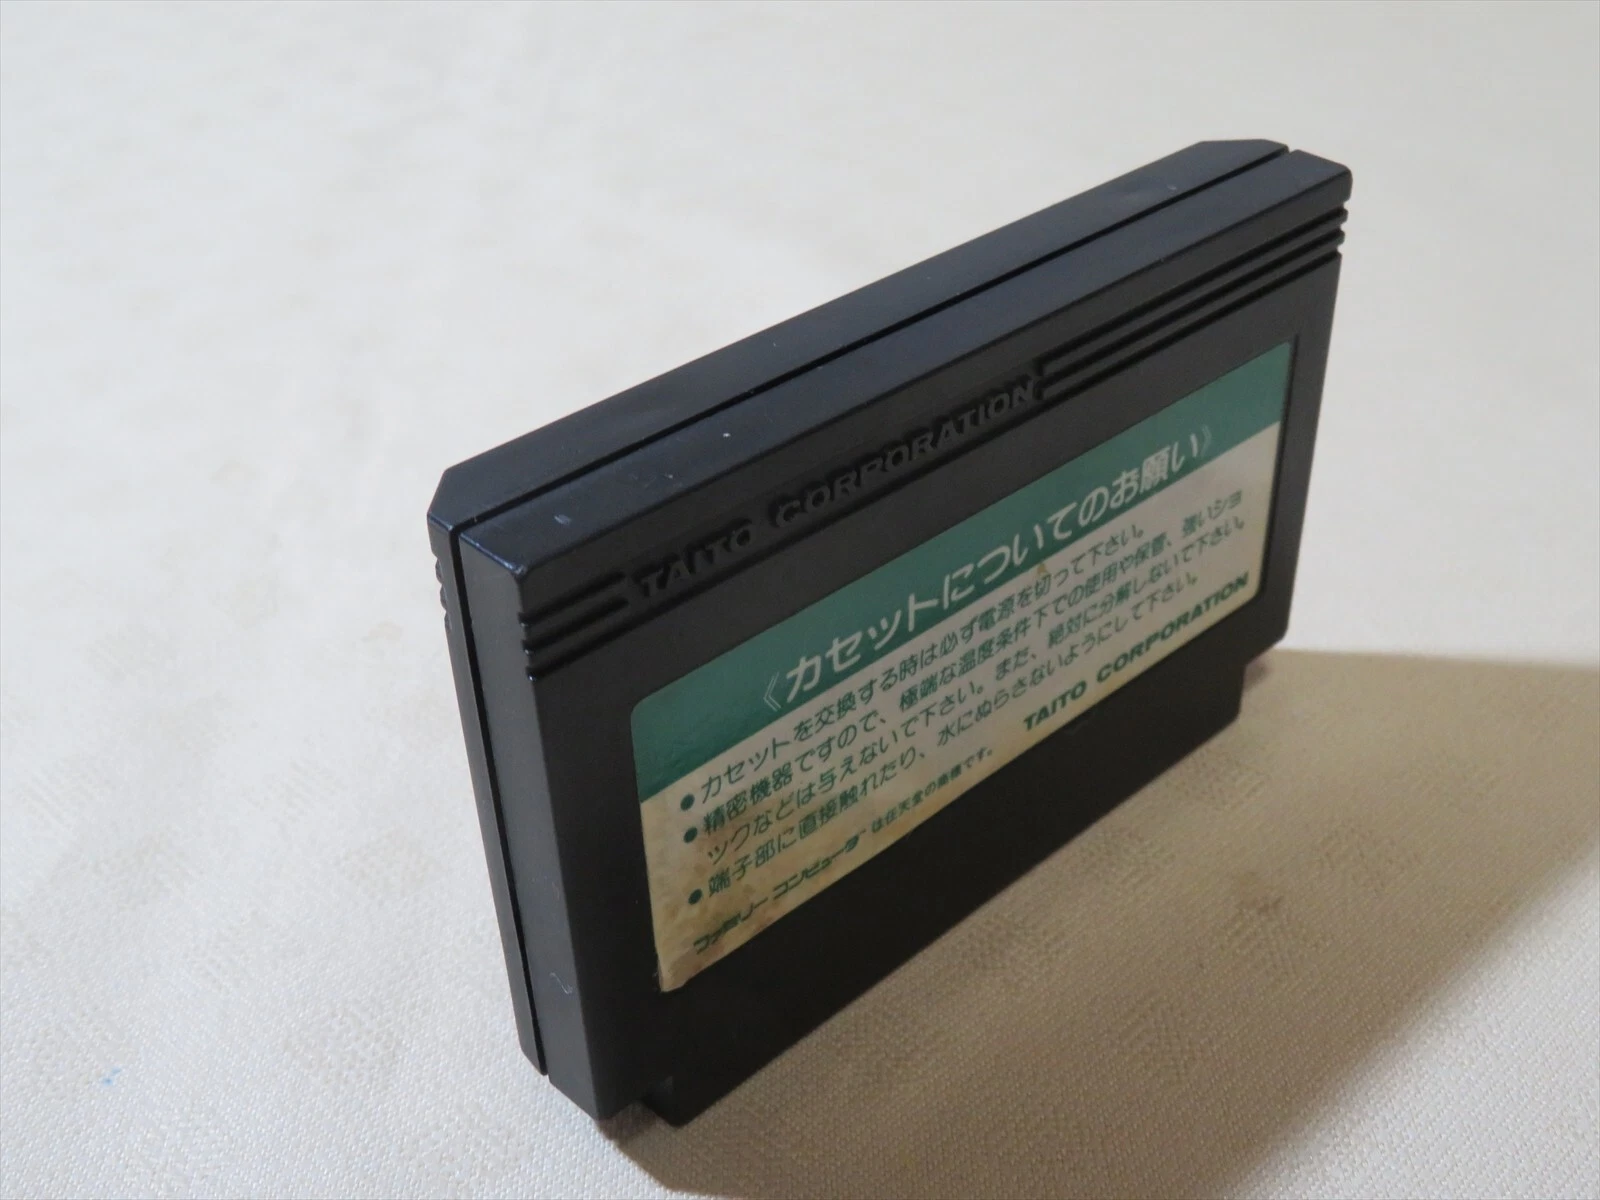 TAITO CORPORATION
《カセットについてのお願い》
●カセットを交換する時は必ず電源を切って下さい。
●精密機器ですので、極端な温度条件下での使用や保管、強いショ
ックなどは与えないで下さい。また、絶対に分解しないで下さい。
●端子部に直接触れたり、水にぬらさないようにして下さい。
TAITO CORPORATION
ファミリーコンピュータは任天堂の商標です。